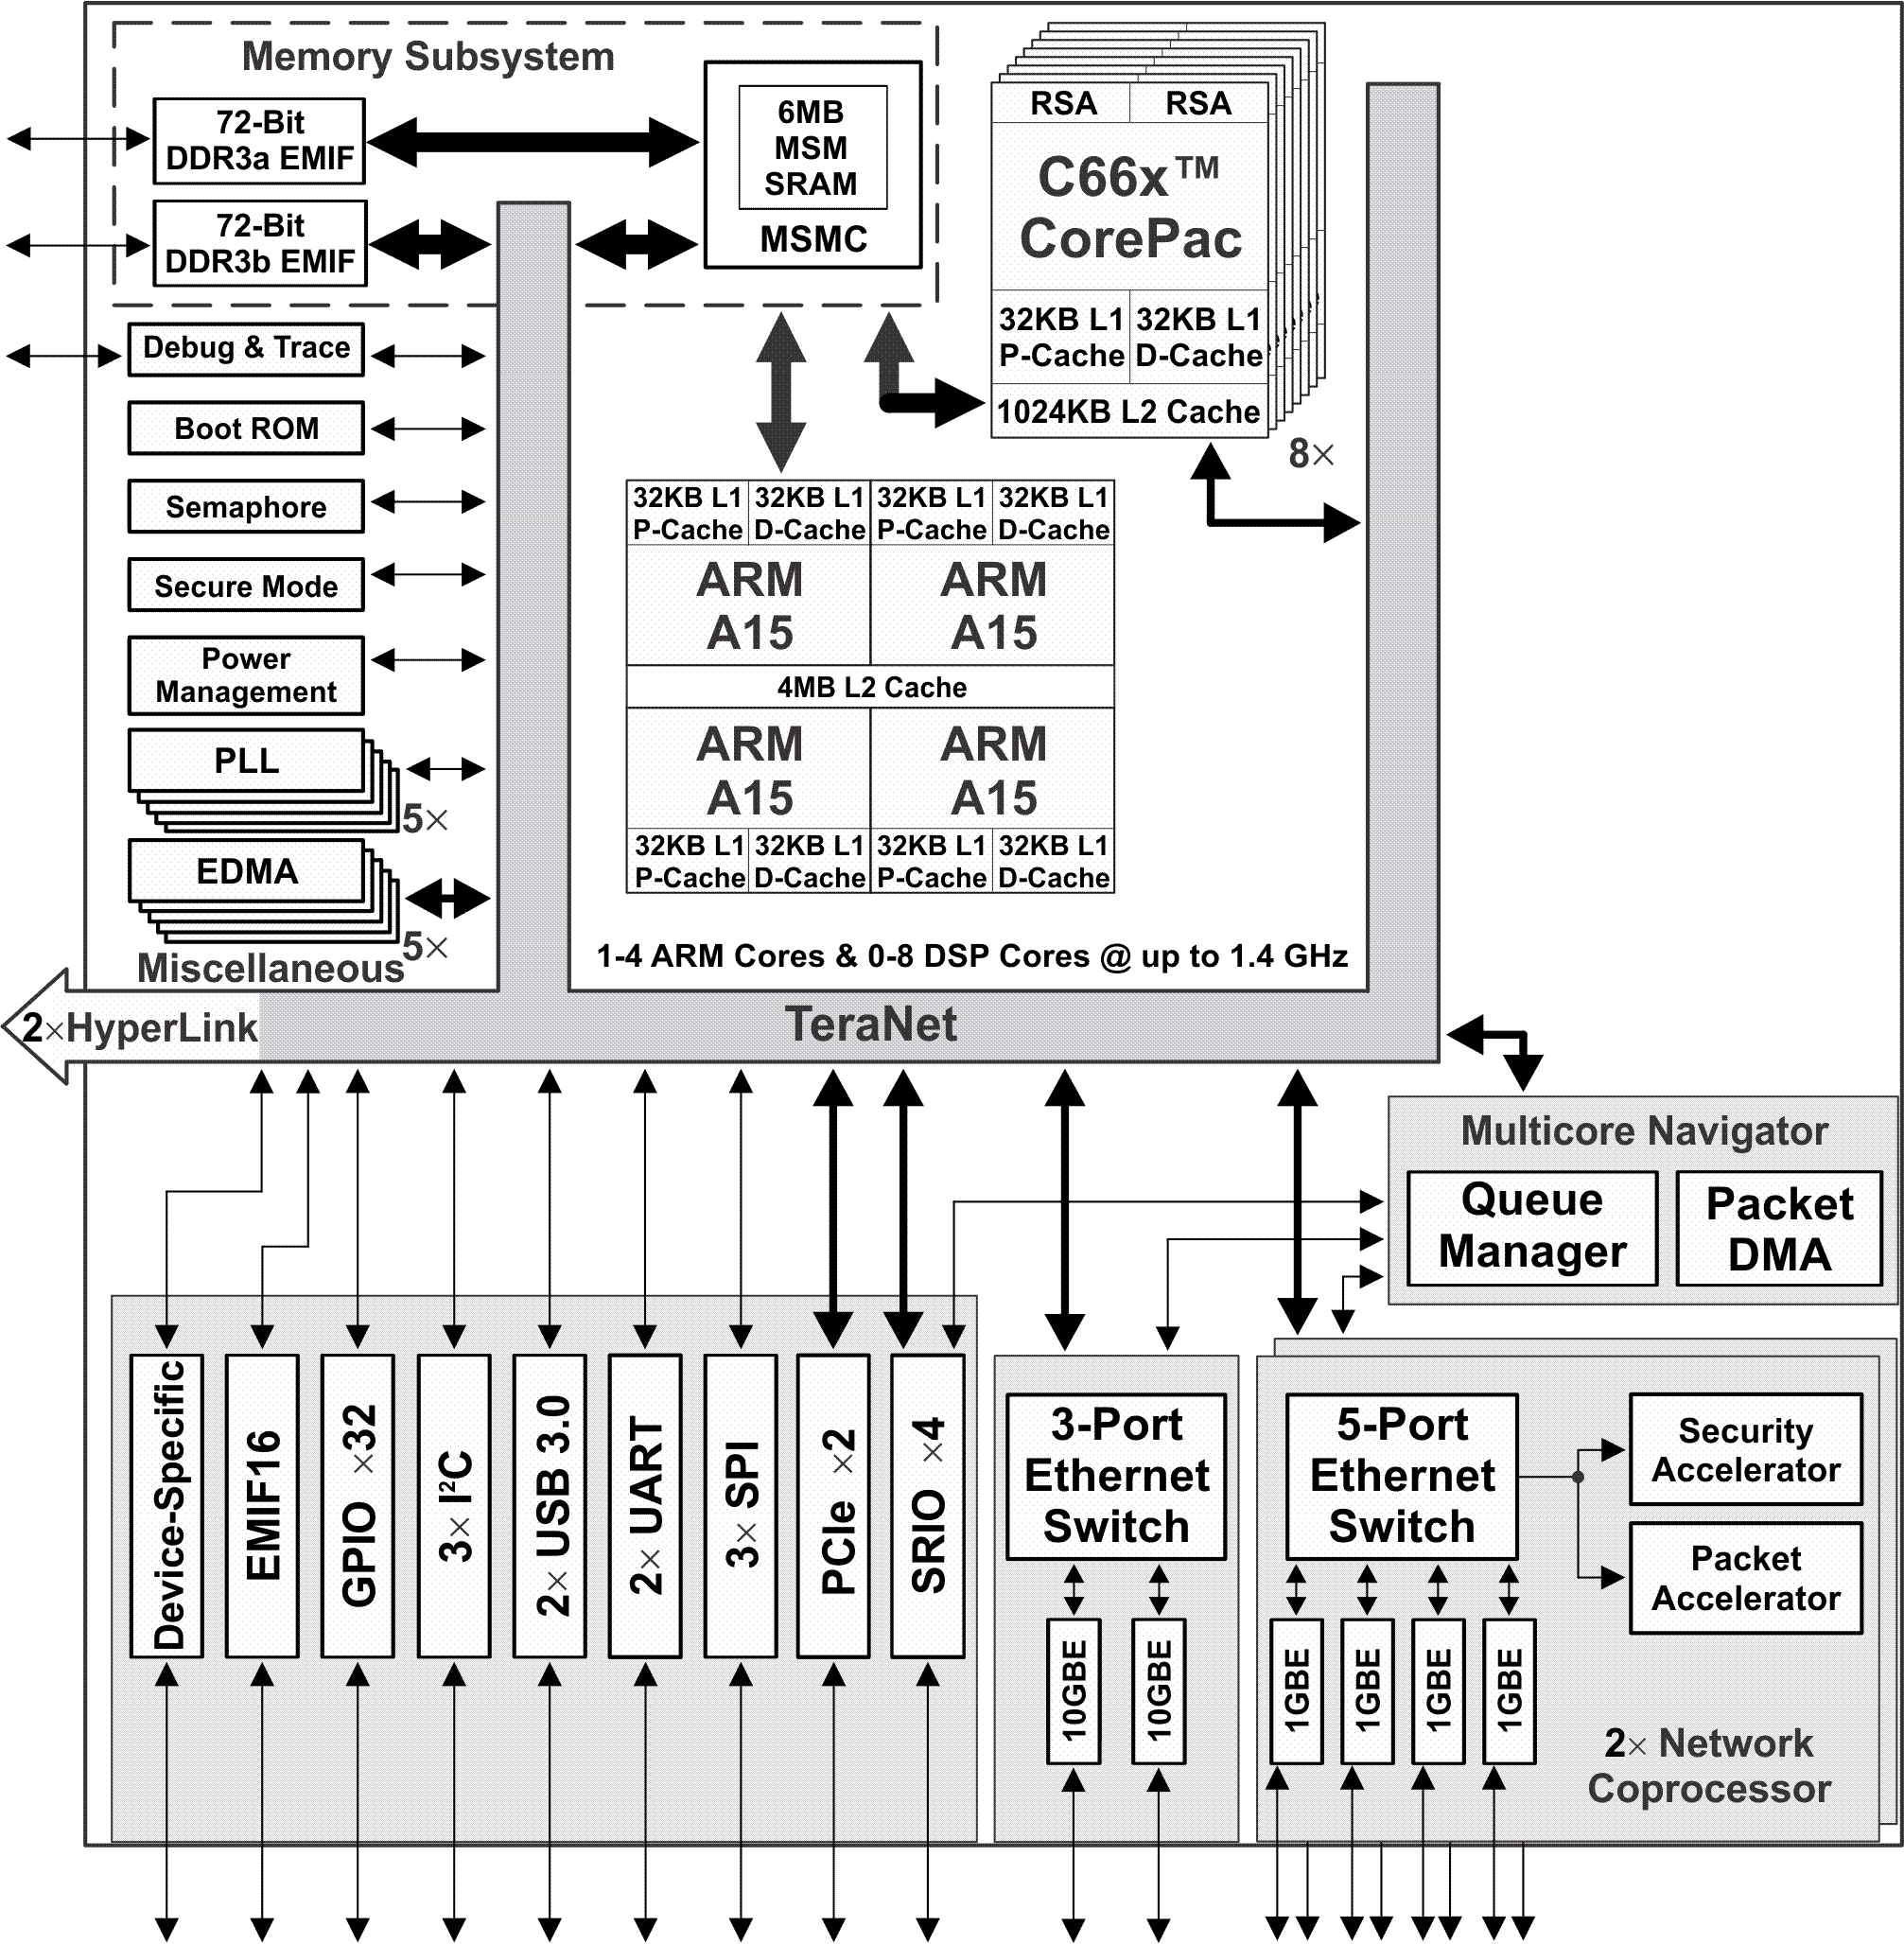 Memory Subsystem
72-Bit
DDR3a EMIF
72-Bit
DDR3b EMIF
6MB
MSM
SRAM
MSMC
RSA RSA
C66x™
CorePac
32KB L1 32KB L1
P-Cache D-Cache
1024KB L2 Cache
8×
Debug & Trace
Boot ROM
Semaphore
Secure Mode
Power
Management
PLL
5×
EDMA
5×
Miscellaneous
32KB L1 32KB L1 32KB L1 32KB L1
P-Cache D-Cache P-Cache D-Cache
ARM ARM
A15 A15
4MB L2 Cache
ARM ARM
A15 A15
32KB L1 32KB L1 32KB L1 32KB L1
P-Cache D-Cache P-Cache D-Cache
1-4 ARM Cores & 0-8 DSP Cores @ up to 1.4 GHz
2×HyperLink
TeraNet
Multicore Navigator
Queue
Manager
Packet
DMA
Device-Specific
EMIF16
GPIO ×32
3× I²C
2× USB 3.0
2× UART
3× SPI
PCIe ×2
SRIO ×4
3-Port
Ethernet
Switch
10GBE
10GBE
5-Port
Ethernet
Switch
Security
Accelerator
Packet
Accelerator
1GBE
1GBE
1GBE
1GBE
2× Network
Coprocessor